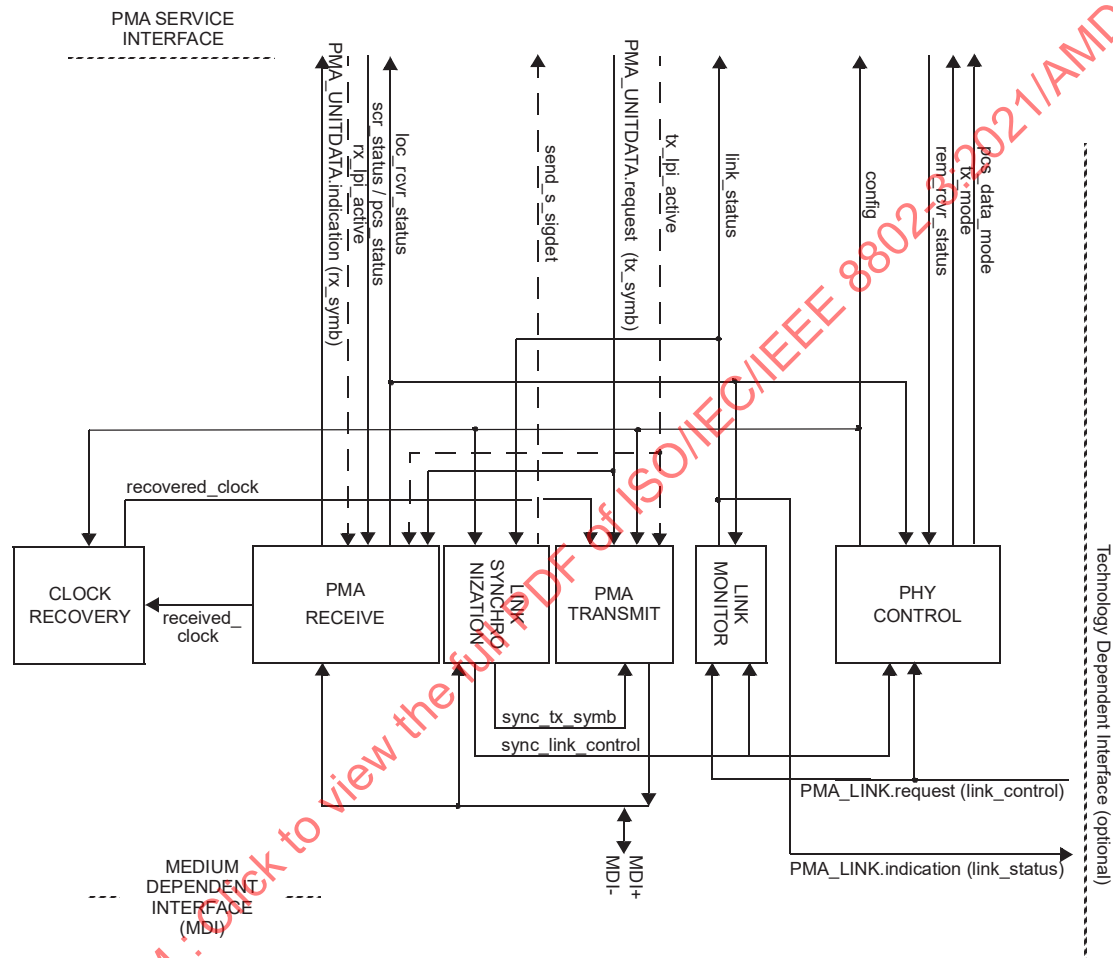 PMA SERVICE
INTERFACE
PMA_UNITDATA.indication (rx_symb)
rx_lpi_active
scr_status / pcs_status
loc_rcvr_status
send_s_sigdet
PMA_UNITDATA.request (tx_symb)
tx_lpi_active
link_status
config
rem_rcvr_status
tx_mode
pcs_data_mode
recovered_clock
CLOCK
RECOVERY
received_
clock
PMA
RECEIVE
LINK
SYNCHRO
NIZATION
PMA
TRANSMIT
LINK
MONITOR
PHY
CONTROL
sync_tx_symb
sync_link_control
PMA_LINK.request (link_control)
PMA_LINK.indication (link_status)
MDI+
MDI-
MEDIUM
DEPENDENT
INTERFACE
(MDI)
Technology Dependent Interface (optional)
: Click to view the full PDF of ISO/IEC/IEEE 8802-3:2021/AMD